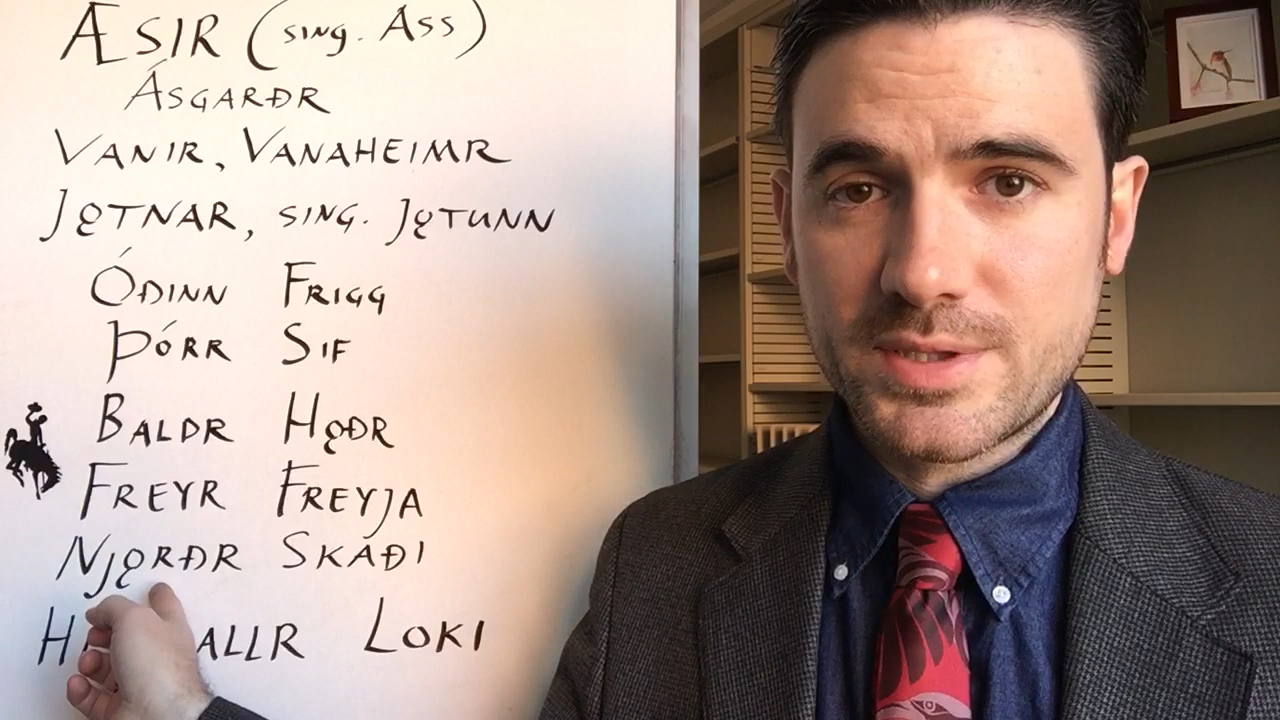 ÆSIR (SING. ÁSS)
ÁSGARÐR
VANIR, VANAHEIMR
JǪTNAR, SING. JǪTUNN
ÓÐINN FRIGG
ÞÓRR SIF
BALDR HǪÐR
FREYR FREYJA
NJǪRÐR SKAÐI
H ALLR LOKI